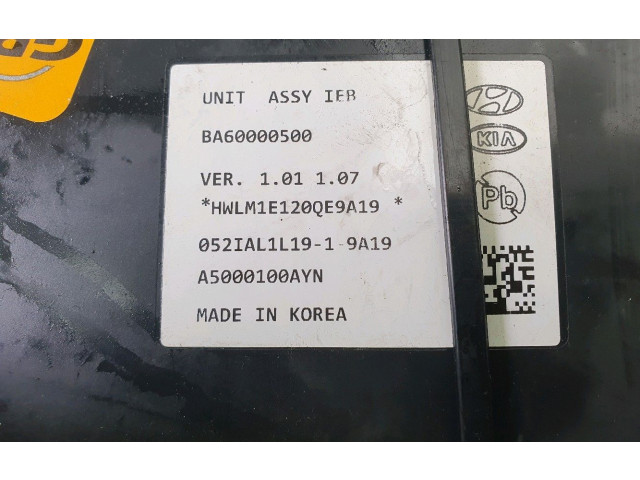 UNIT ASSY IEB
BA60000500
VER. 1.01 1.07
*HWLM1E120QE9A19 *
052IAL1L19-1 9A19
A5000100AYN
MADE IN KOREA
KIA
Pb